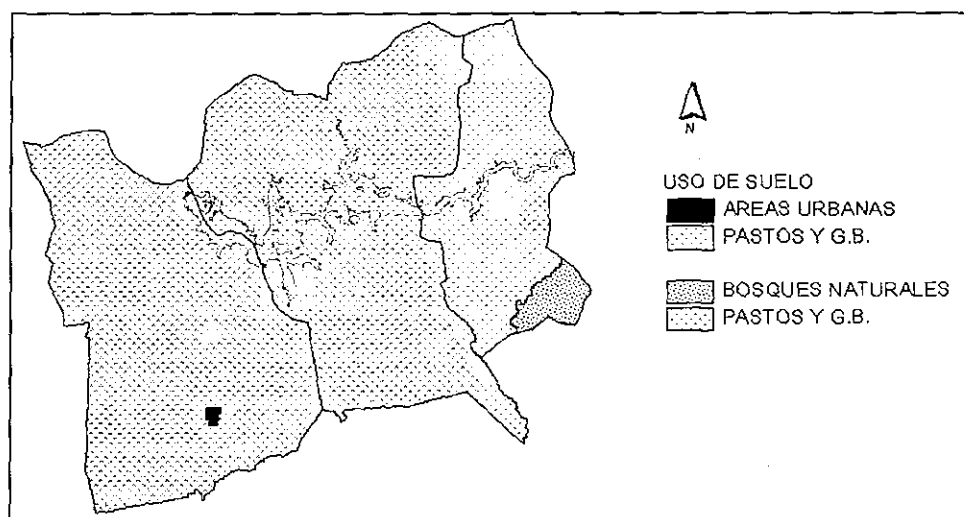 N
USO DE SUELO
AREAS URBANAS
PASTOS Y G.B.
BOSQUES NATURALES
PASTOS Y G.B.